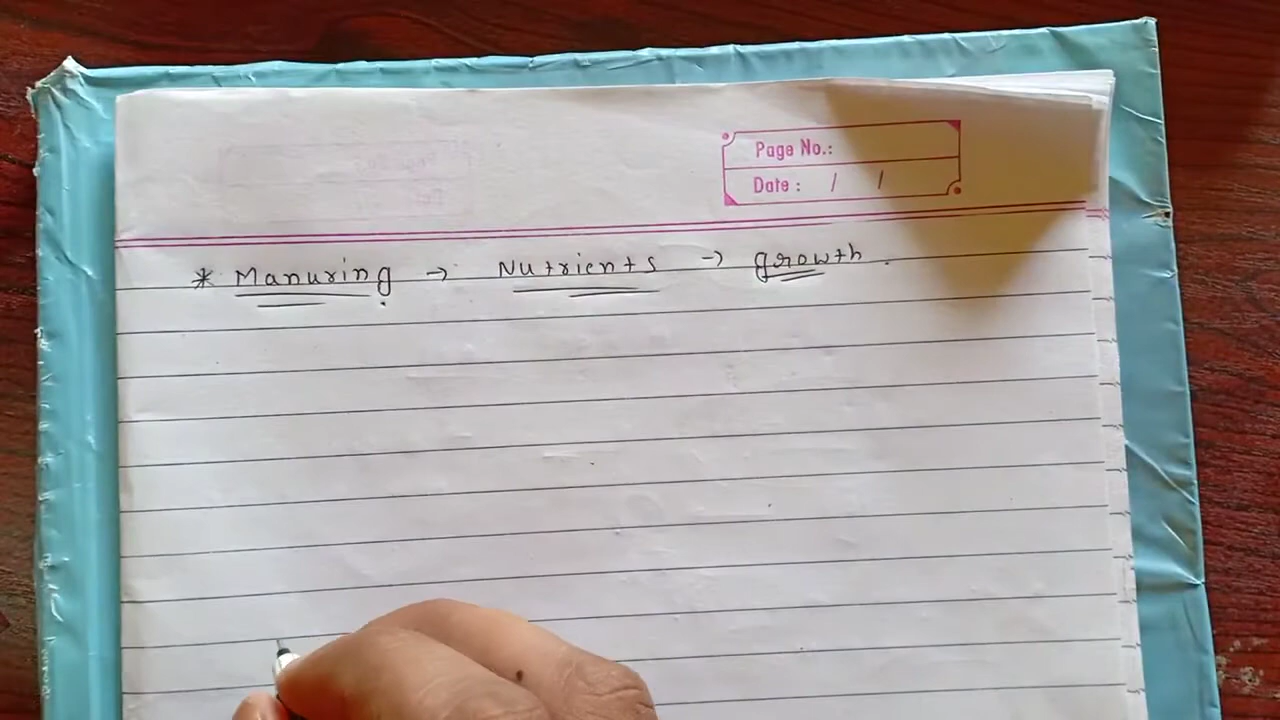 Page No.:
Date : / /
* Manuring → Nutrients → growth.